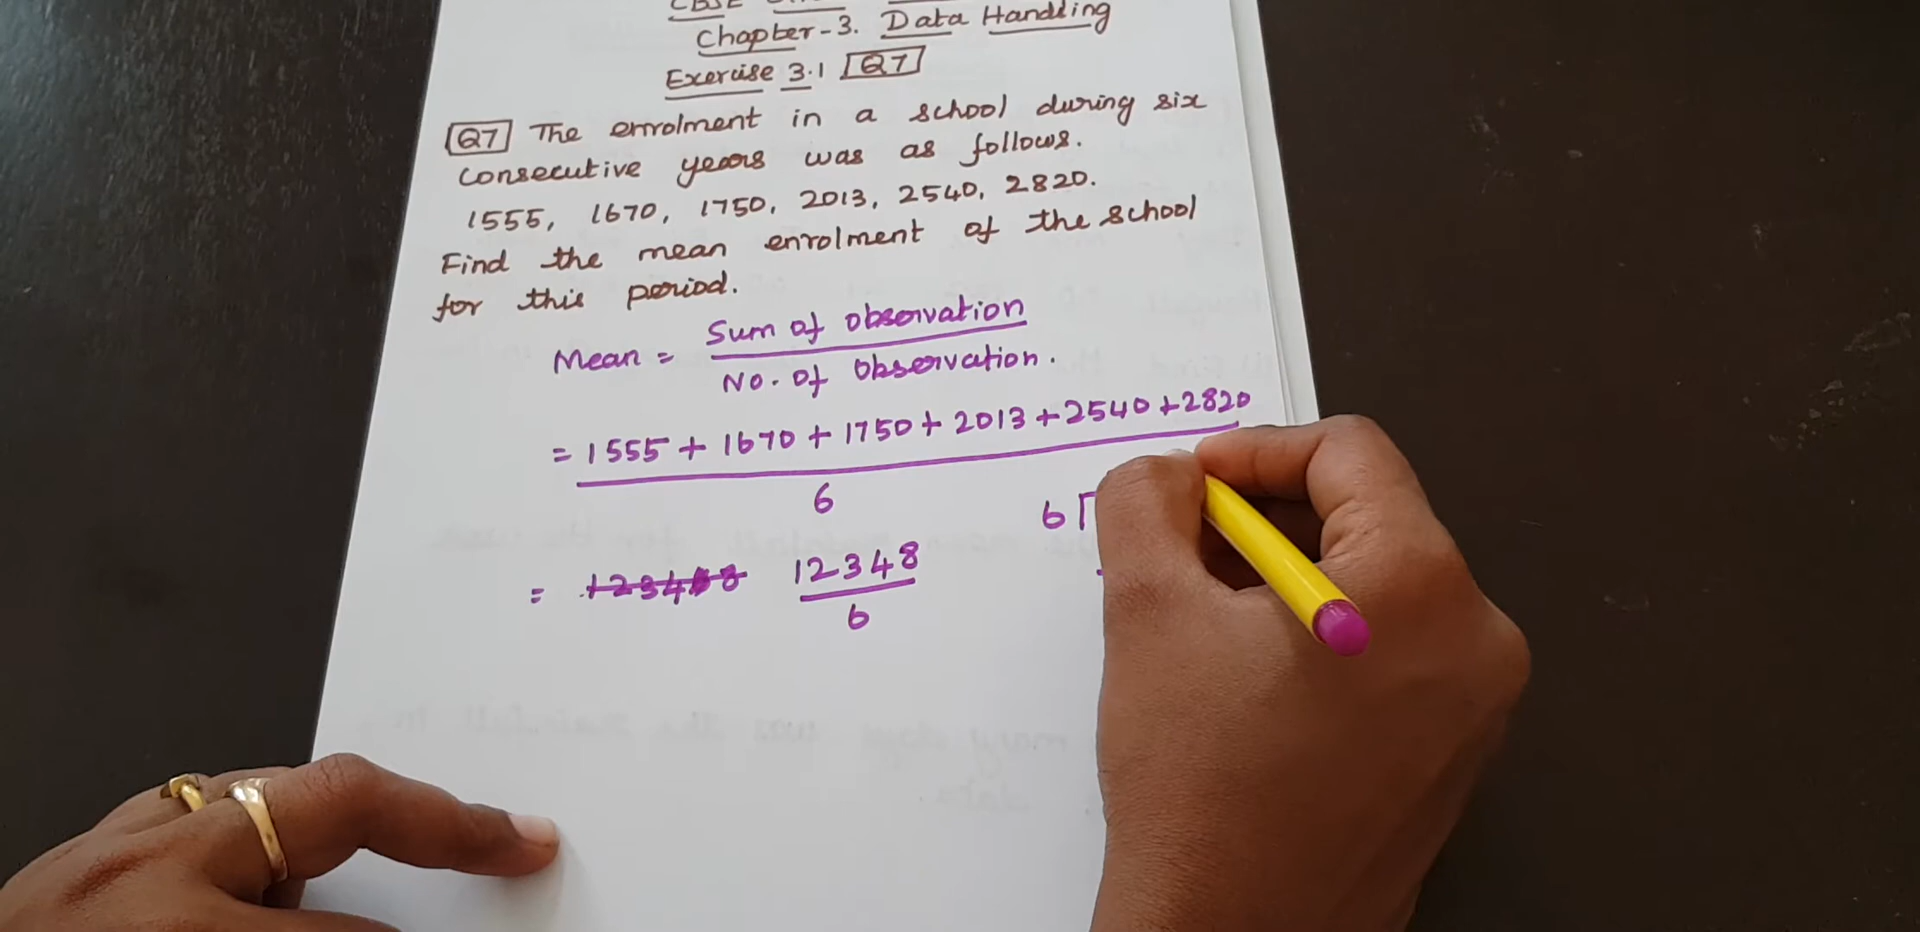 CBSE
Chapter-3. Data Handling
Exercise 3.1 Q7
Q7 The enrolment in a school during six
consecutive years was as follows.
1555, 1670, 1750, 2013, 2540, 2820.
Find the mean enrolment of the school
for this period.
Mean = Sum of observation
No. of observation.
= 1555 + 1670 + 1750 + 2013 + 2540 + 2820
6
6
= 12348
6